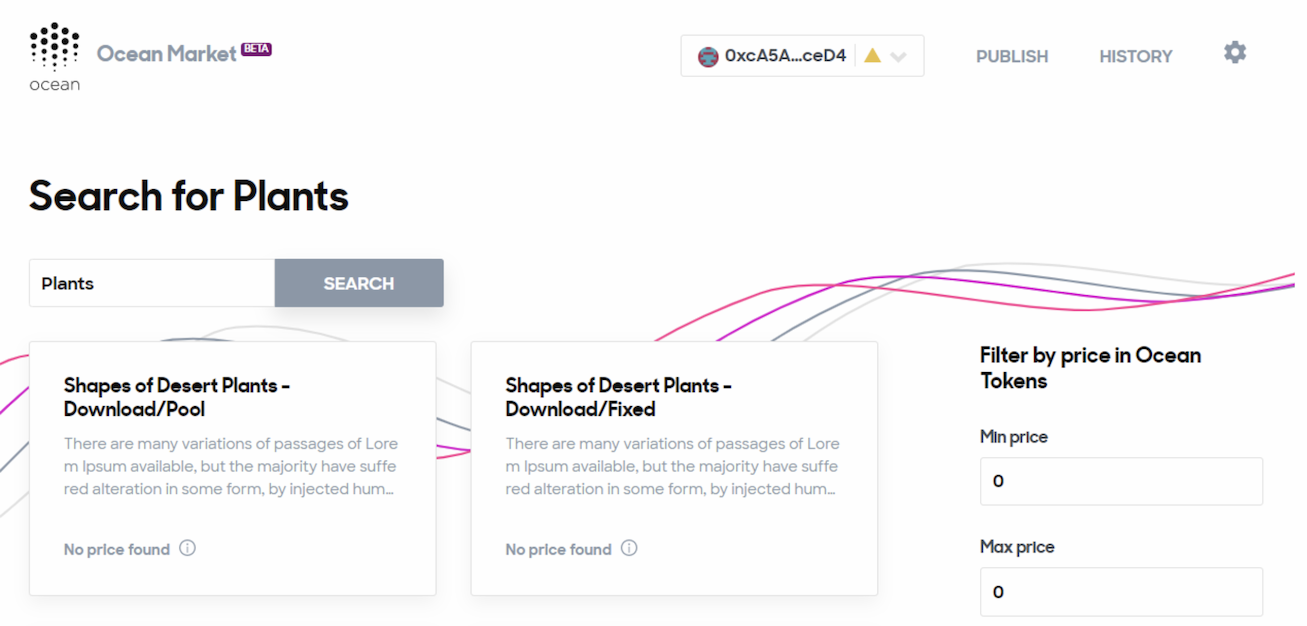 ocean
Ocean Market BETA
0xcA5A...ceD4
PUBLISH
HISTORY
Search for Plants
Plants
SEARCH
Shapes of Desert Plants -
Download/Pool
There are many variations of passages of Lore
m Ipsum available, but the majority have suffe
red alteration in some form, by injected hum...
No price found
Shapes of Desert Plants -
Download/Fixed
There are many variations of passages of Lore
m Ipsum available, but the majority have suffe
red alteration in some form, by injected hum...
No price found
Filter by price in Ocean
Tokens
Min price
0
Max price
0